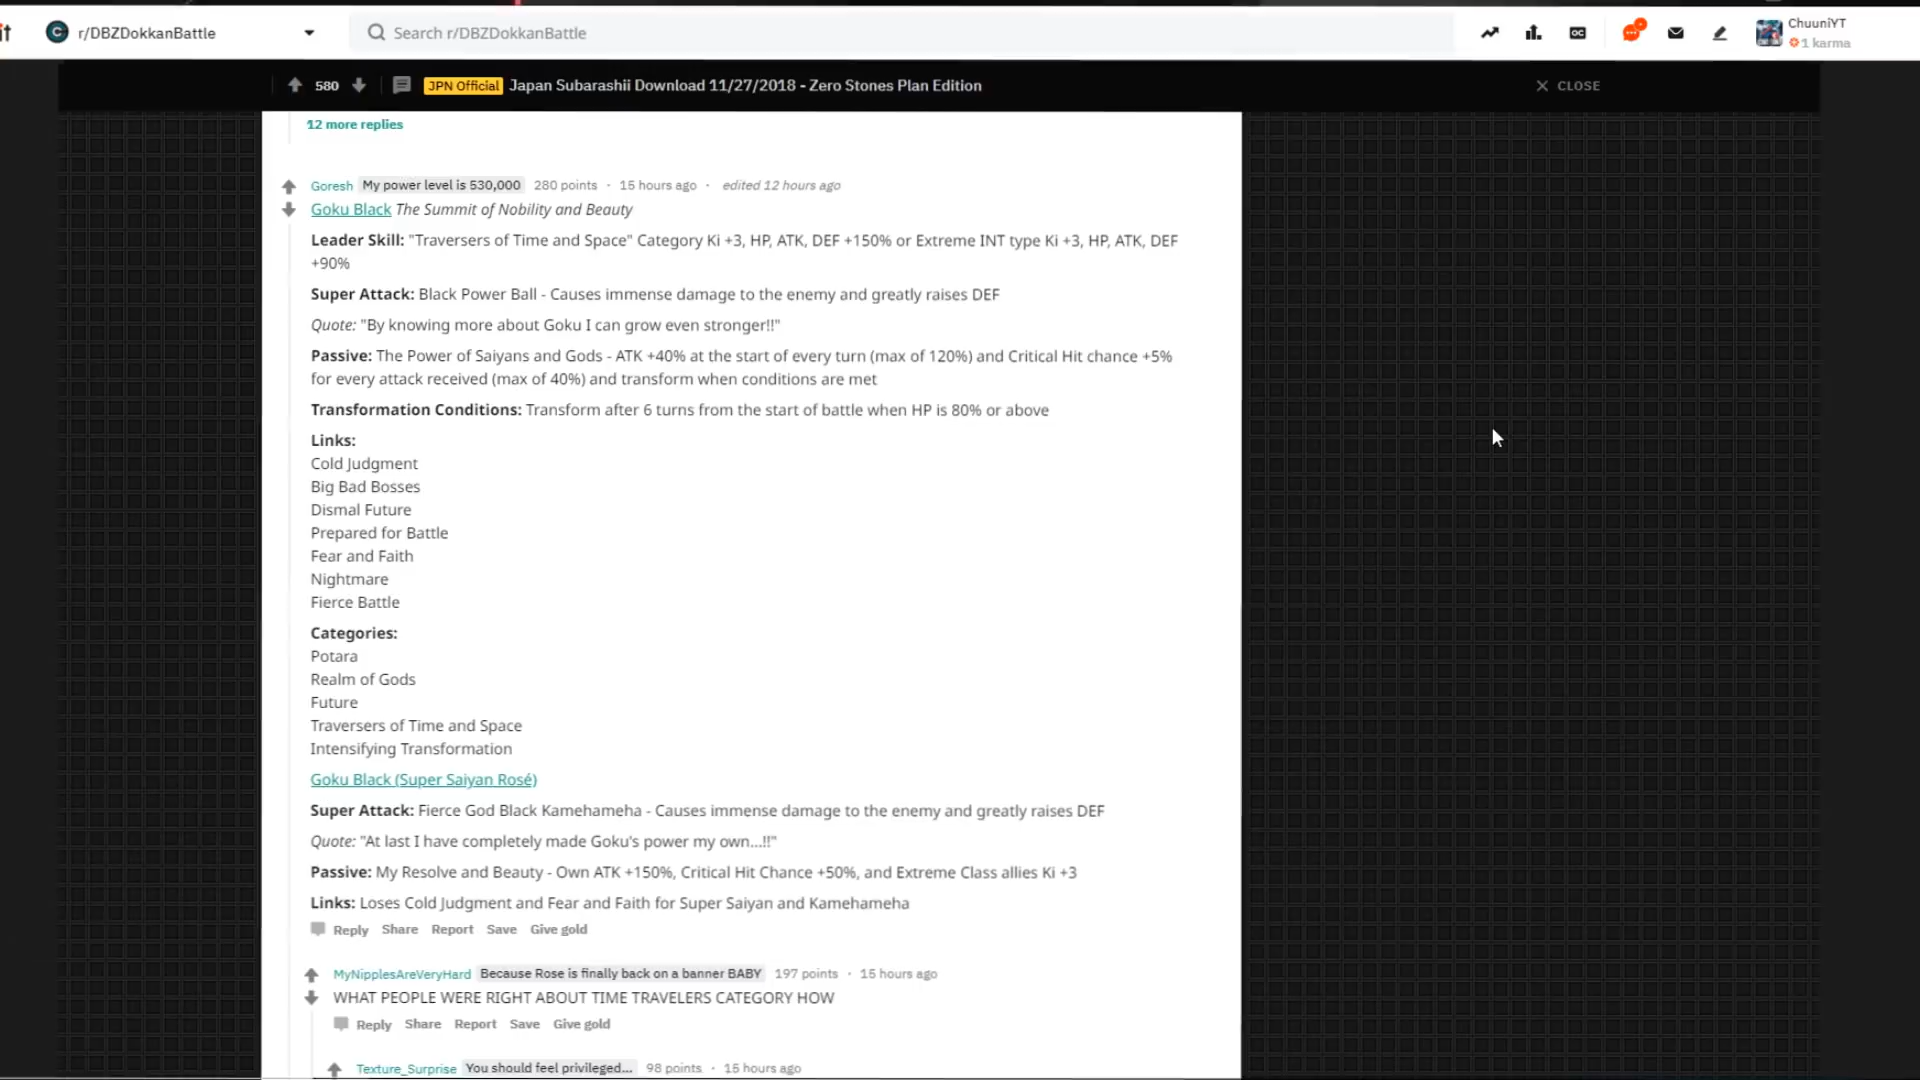 it
r/DBZDokkanBattle
Search r/DBZDokkanBattle
OC
ChuuniYT
1 karma
580
JPN Official Japan Subarashii Download 11/27/2018 - Zero Stones Plan Edition
CLOSE
12 more replies
Goresh My power level is 530,000 280 points · 15 hours ago · edited 12 hours ago
Goku Black The Summit of Nobility and Beauty
Leader Skill: "Traversers of Time and Space" Category Ki +3, HP, ATK, DEF +150% or Extreme INT type Ki +3, HP, ATK, DEF
+90%
Super Attack: Black Power Ball - Causes immense damage to the enemy and greatly raises DEF
Quote: "By knowing more about Goku I can grow even stronger!!"
Passive: The Power of Saiyans and Gods - ATK +40% at the start of every turn (max of 120%) and Critical Hit chance +5%
for every attack received (max of 40%) and transform when conditions are met
Transformation Conditions: Transform after 6 turns from the start of battle when HP is 80% or above
Links:
Cold Judgment
Big Bad Bosses
Dismal Future
Prepared for Battle
Fear and Faith
Nightmare
Fierce Battle
Categories:
Potara
Realm of Gods
Future
Traversers of Time and Space
Intensifying Transformation
Goku Black (Super Saiyan Rosé)
Super Attack: Fierce God Black Kamehameha - Causes immense damage to the enemy and greatly raises DEF
Quote: "At last I have completely made Goku's power my own...!!"
Passive: My Resolve and Beauty - Own ATK +150%, Critical Hit Chance +50%, and Extreme Class allies Ki +3
Links: Loses Cold Judgment and Fear and Faith for Super Saiyan and Kamehameha
Reply Share Report Save Give gold
MyNipplesAreVeryHard Because Rose is finally back on a banner BABY 197 points · 15 hours ago
WHAT PEOPLE WERE RIGHT ABOUT TIME TRAVELERS CATEGORY HOW
Reply Share Report Save Give gold
Texture_Surprise You should feel privileged... 98 points · 15 hours ago